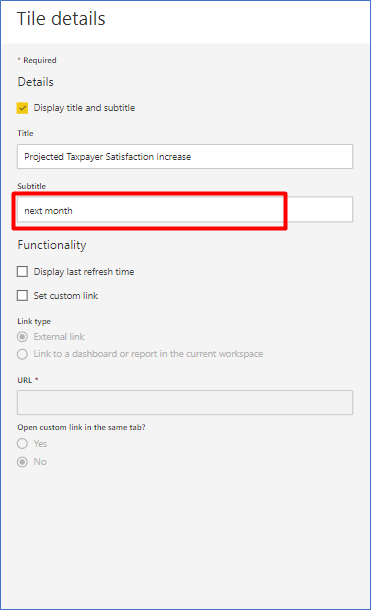 Tile details
* Required
Details
Display title and subtitle
Title
Projected Taxpayer Satisfaction Increase
Subtitle
next month
Functionality
Display last refresh time
Set custom link
Link type
External link
Link to a dashboard or report in the current workspace
URL *
Open custom link in the same tab?
Yes
No